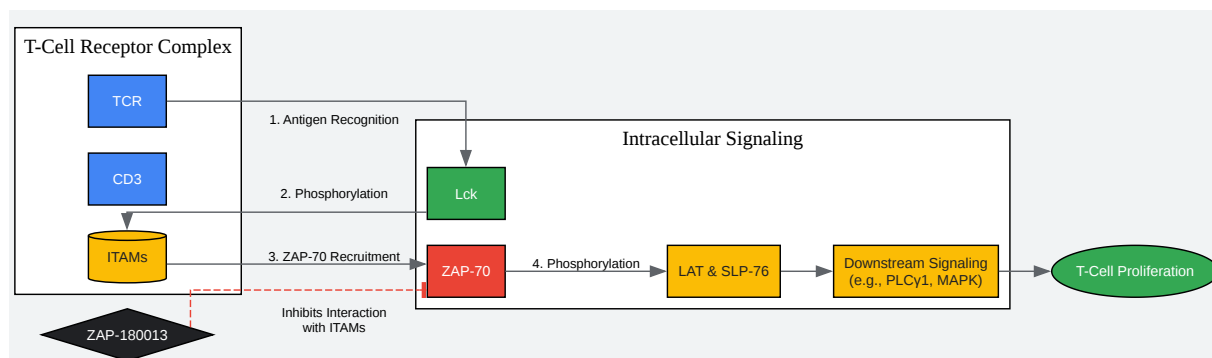 T-Cell Receptor Complex
TCR
1. Antigen Recognition
Intracellular Signaling
CD3
2. Phosphorylation
Lck
ITAMs
3. ZAP-70 Recruitment
ZAP-70
4. Phosphorylation
LAT & SLP-76
Downstream Signaling
(e.g., PLCγ1, MAPK)
T-Cell Proliferation
Inhibits Interaction
with ITAMs
ZAP-180013